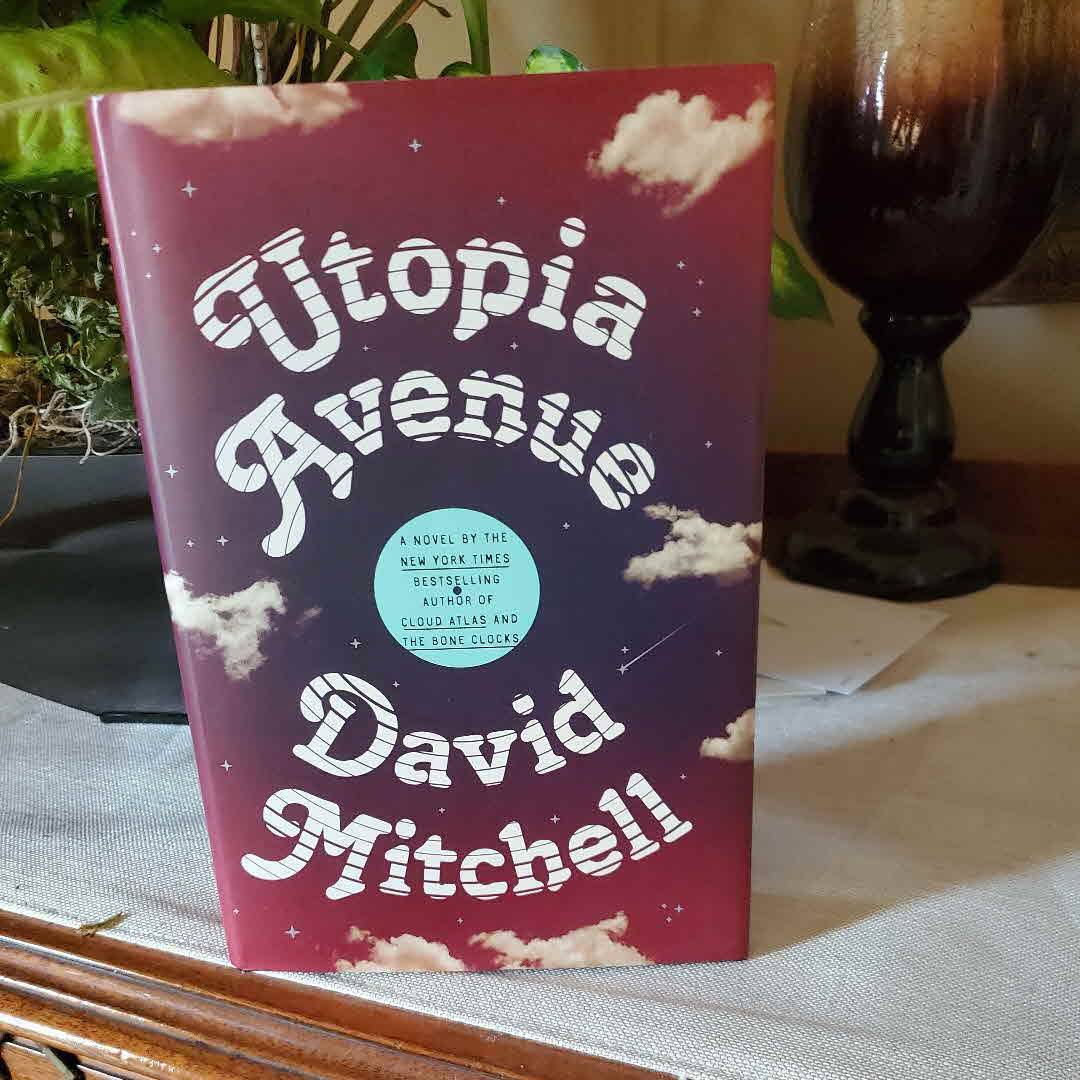 Utopia
Avenue
A NOVEL BY THE
NEW YORK TIMES
BESTSELLING
AUTHOR OF
CLOUD ATLAS AND
THE BONE CLOCKS
David
Mitchell